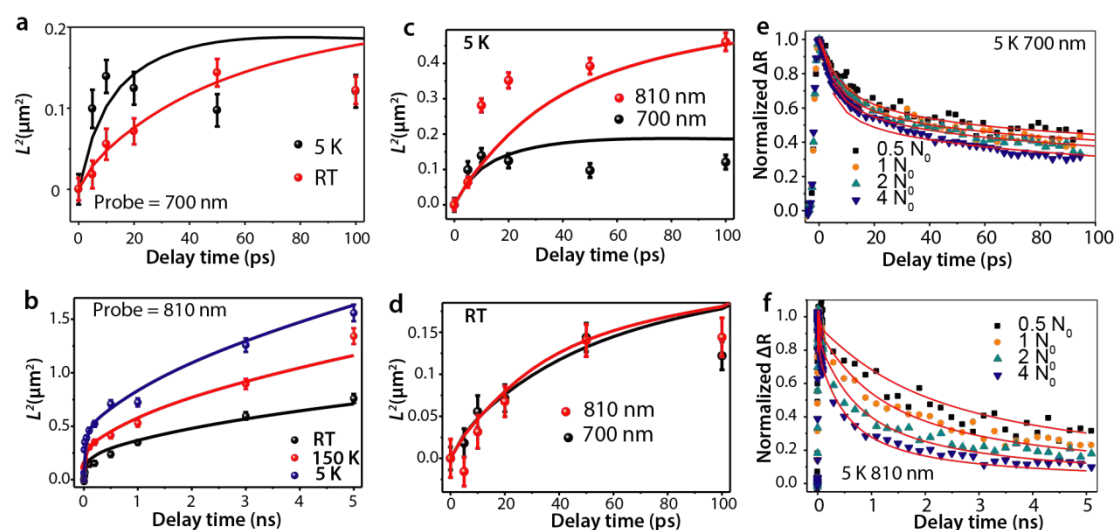 a
0.2
0.1
0
L²(µm²)
5 K
RT
Probe = 700 nm
0 20 40 60 80 100
Delay time (ps)
c
5 K
0.6
0.4
0.2
0.0
L²(µm²)
810 nm
700 nm
0 20 40 60 80 100
Delay time (ps)
e
5 K 700 nm
1.0
0.8
0.6
0.4
0.2
0.0
Normalized ΔR
0.5 N₀
1 N₀
2 N₀
4 N₀
0 20 40 60 80 100
Delay time (ps)
b
Probe = 810 nm
1.5
1.0
0.5
0.0
L²(µm²)
RT
150 K
5 K
0 1 2 3 4 5
Delay time (ns)
d
RT
0.15
0.10
0.05
0.00
L²(µm²)
810 nm
700 nm
0 20 40 60 80 100
Delay time (ps)
f
1.0
0.8
0.6
0.4
0.2
0.0
Normalized ΔR
0.5 N₀
1 N₀
2 N₀
4 N₀
5 K 810 nm
0 1 2 3 4 5
Delay time (ns)